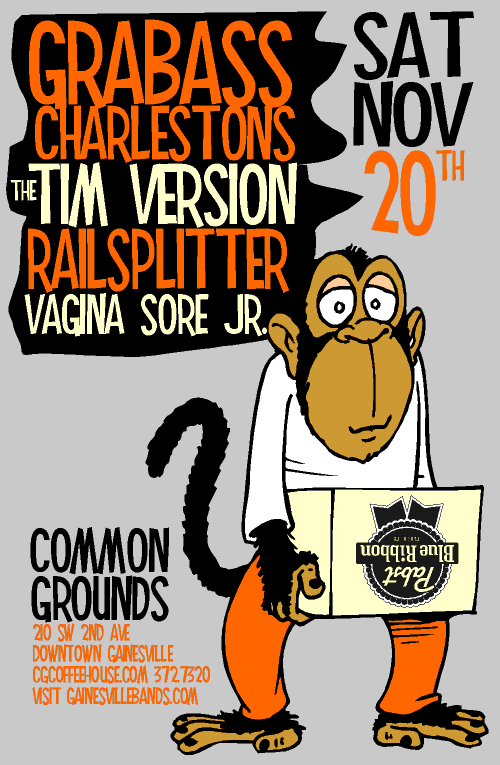 GRABASS
CHARLESTONS
THE TIM VERSION
RAILSPLITTER
VAGINA SORE JR.
SAT
NOV
20TH
COMMON
GROUNDS
210 SW 2ND AVE
DOWNTOWN GAINESVILLE
CGCOFFEEHOUSE.COM 372.7320
VISIT GAINESVILLEBANDS.COM
Pabst
Blue Ribbon